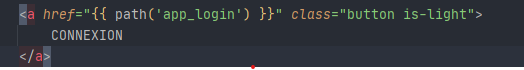 <a href="{{ path('app_login') }}" class="button is-light">
CONNEXION
</a>